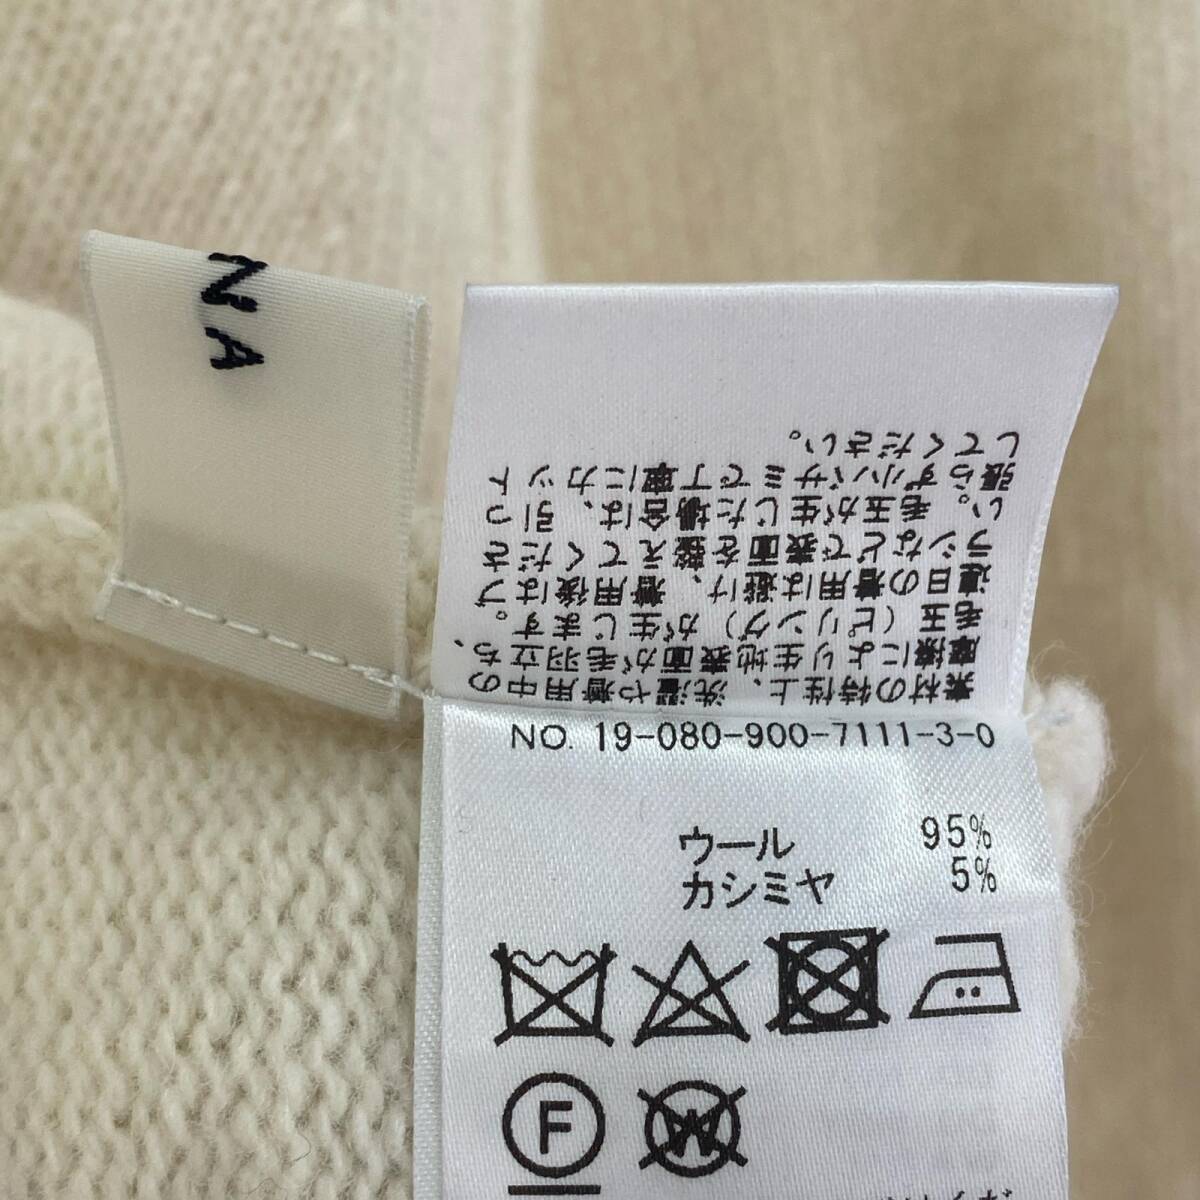 NA
素材の特性上、洗濯や着用中の
摩擦により生地表面が毛羽立ち、
毛玉（ピリング）が生じます。
連日の着用は避け、着用後はブ
ラシなどで表面を整えてくださ
い。毛玉が生じた場合は、引っ
張らず小バサミで丁寧にカット
してください。
NO. 19-080-900-7111-3-0
ウール 95%
カシミヤ 5%
F
W